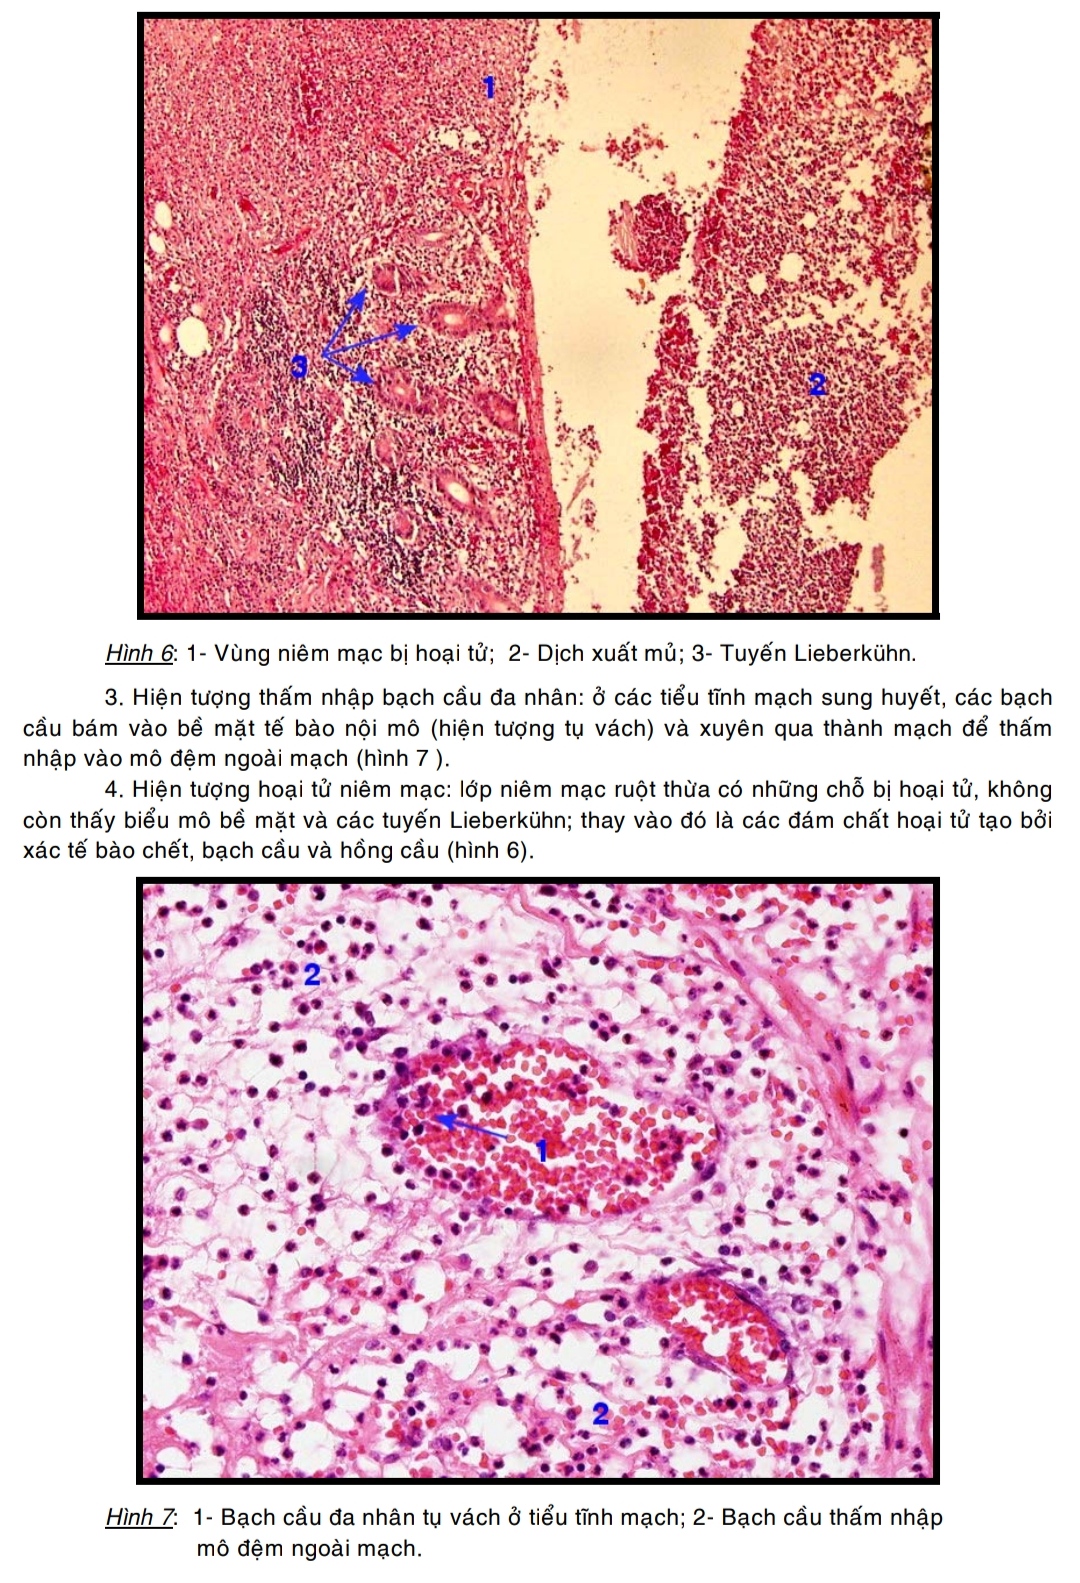 1
3
2
Hình 6: 1- Vùng niêm mạc bị hoại tử; 2- Dịch xuất mủ; 3- Tuyến Lieberkühn.
3. Hiện tượng thấm nhập bạch cầu đa nhân: ở các tiểu tĩnh mạch sung huyết, các bạch
cầu bám vào bề mặt tế bào nội mô (hiện tượng tụ vách) và xuyên qua thành mạch để thấm
nhập vào mô đệm ngoài mạch (hình 7 ).
4. Hiện tượng hoại tử niêm mạc: lớp niêm mạc ruột thừa có những chỗ bị hoại tử, không
còn thấy biểu mô bề mặt và các tuyến Lieberkühn; thay vào đó là các đám chất hoại tử tạo bởi
xác tế bào chết, bạch cầu và hồng cầu (hình 6).
2
1
2
Hình 7: 1- Bạch cầu đa nhân tụ vách ở tiểu tĩnh mạch; 2- Bạch cầu thấm nhập
mô đệm ngoài mạch.